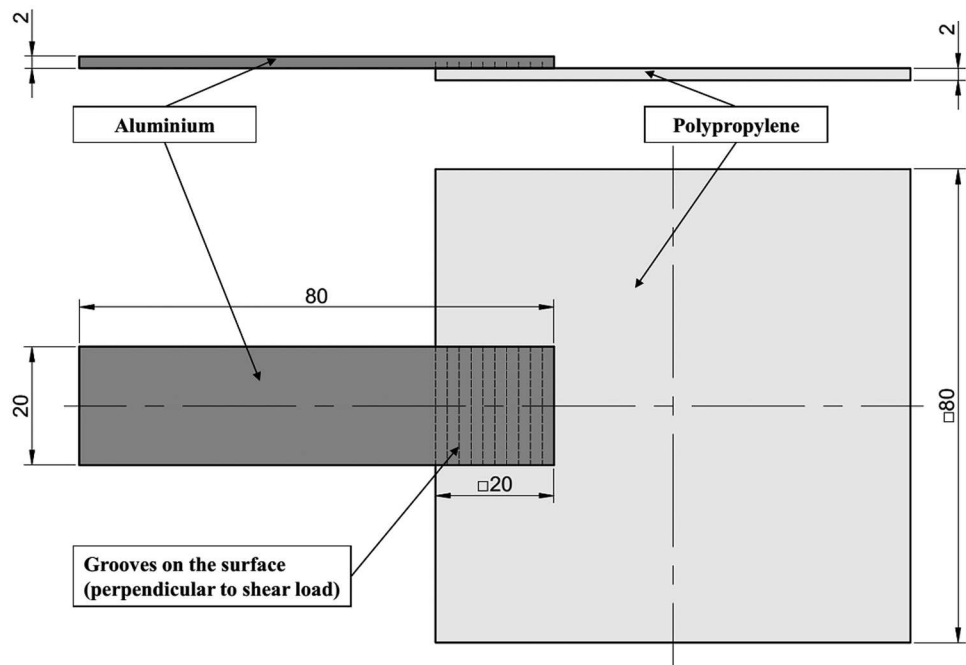 2
2
Aluminium
Polypropylene
80
20
□80
□20
Grooves on the surface
(perpendicular to shear load)